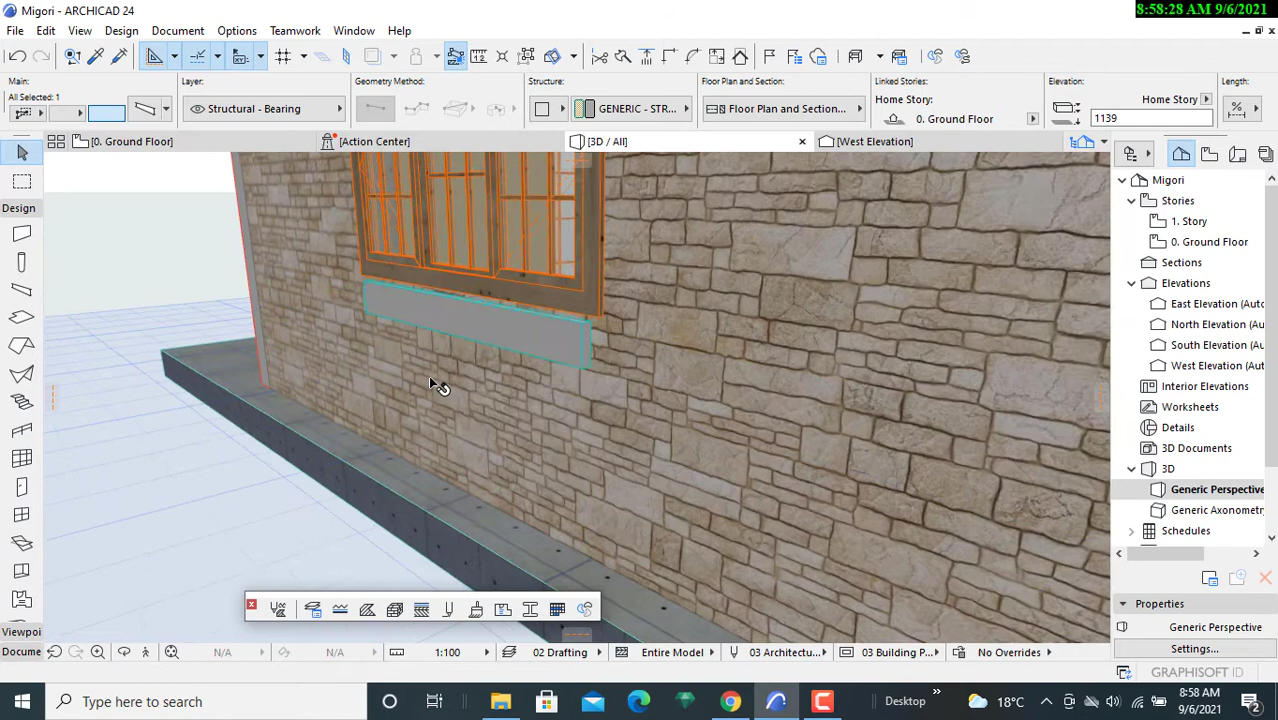 Migori - ARCHICAD 24
8:58:28 AM 9/6/2021
File Edit View Design Document Options Teamwork Window Help
Main:
All Selected: 1
Layer:
Structural - Bearing
Geometry Method:
Structure:
GENERIC - STR...
Floor Plan and Section:
Floor Plan and Section...
Linked Stories:
Home Story:
0. Ground Floor
Elevation:
Home Story
1139
Length:
%
[0. Ground Floor]
[Action Center]
[3D / All]
[West Elevation]
Design
Viewpoi
Docume
Migori
Stories
1. Story
0. Ground Floor
Sections
Elevations
East Elevation (Auto
North Elevation (Aut
South Elevation (Aut
West Elevation (Auto
Interior Elevations
Worksheets
Details
3D Documents
3D
Generic Perspective
Generic Axonometry
Schedules
Properties
Generic Perspective
Settings...
N/A
N/A
1:100
02 Drafting
Entire Model
03 Architectu...
03 Building P...
No Overrides
GRAPHISOFT ID
Type here to search
Desktop
»
18°C
8:58 AM
9/6/2021
2